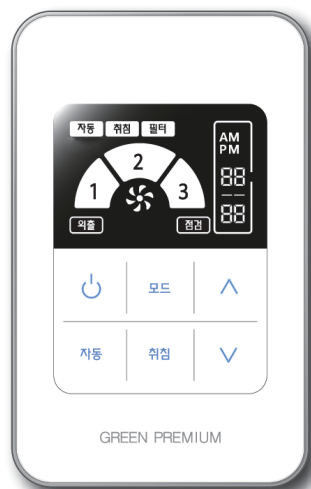 자동 취침 필터
AM
PM
1 2 3
88
88
외출 점검
모드
자동 취침
GREEN PREMIUM